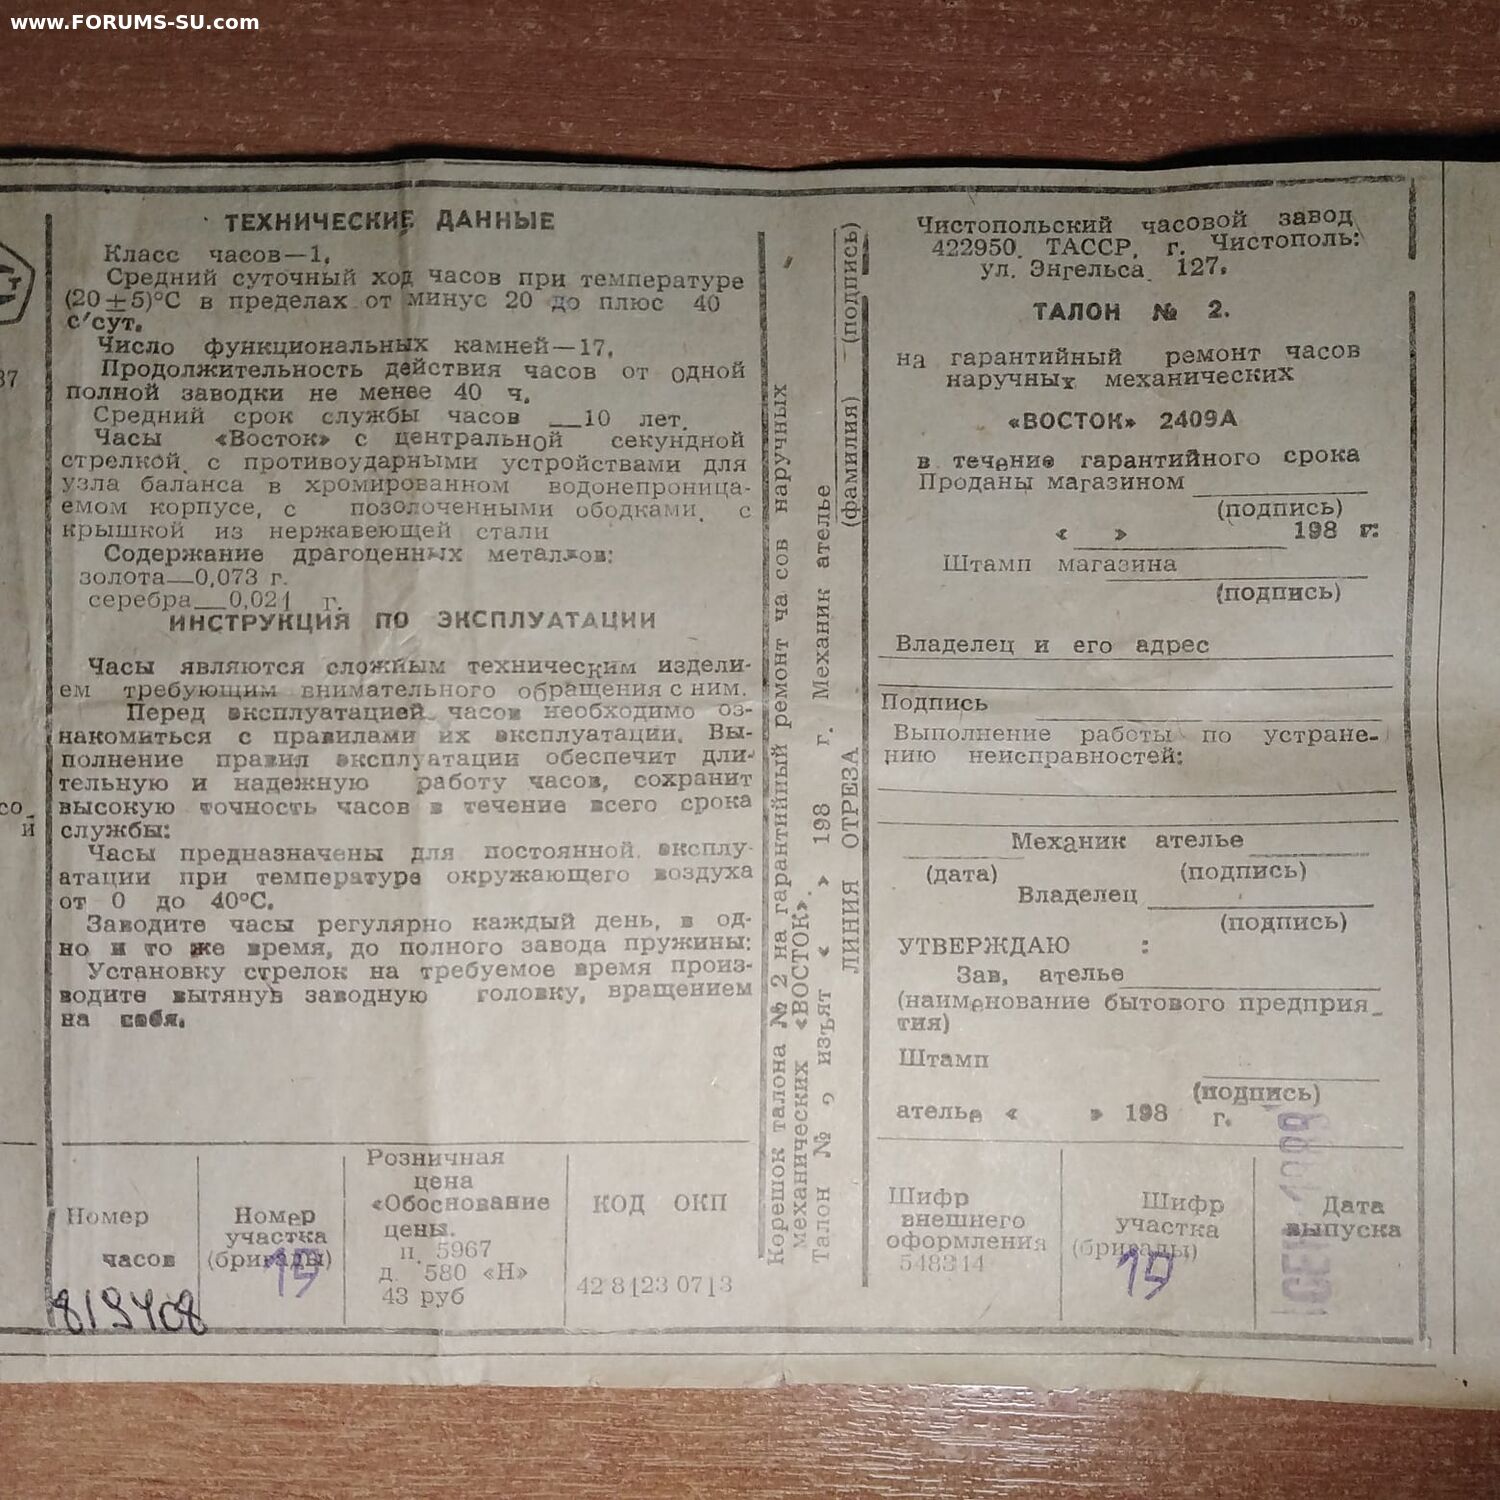 www.FORUMS-SU.com
ТЕХНИЧЕСКИЕ ДАННЫЕ
Класс часов—1.
Средний суточный ход часов при температуре
(20±5)°С в пределах от минус 20 до плюс 40
с/сут.
Число функциональных камней—17.
Продолжительность действия часов от одной
полной заводки не менее 40 ч.
Средний срок службы часов __10 лет.
Часы «Восток» с центральной секундной
стрелкой, с противоударными устройствами для
узла баланса в хромированном водонепроница-
емом корпусе, с позолоченными ободками, с
крышкой из нержавеющей стали
Содержание драгоценных металлов:
золота—0,073 г.
серебра__0,021 г.
ИНСТРУКЦИЯ ПО ЭКСПЛУАТАЦИИ
Часы являются сложным техническим издели-
ем требующим внимательного обращения с ним.
Перед эксплуатацией часов необходимо оз-
накомиться с правилами их эксплуатации. Вы-
полнение правил эксплуатации обеспечит дли-
тельную и надежную работу часов, сохранит
высокую точность часов в течение всего срока
службы:
Часы предназначены для постоянной эксплу-
атации при температуре окружающего воздуха
от 0 до 40°С.
Заводите часы регулярно каждый день, в од-
но и то же время, до полного завода пружины:
Установку стрелок на требуемое время произ-
водите вытянув заводную головку, вращением
на себя.
Номер
часов
819408
Номер
участка
(бригады)
15
Розничная
цена
«Обоснование
цены.
п. 5967
д. 580 «Н»
43 руб
КОД ОКП
42 8123 0713
Корешок талона № 2 на гарантийный ремонт ча сов наручных
механических «ВОСТОК».
Талон № 2 изъят « » 198 г. Механик ателье
(фамилия) (подпись)
ЛИНИЯ ОТРЕЗА
Чистопольский часовой завод
422950. ТАССР, г. Чистополь:
ул. Энгельса 127.
ТАЛОН № 2.
на гарантийный ремонт часов
наручных механических
«ВОСТОК» 2409А
в течение гарантийного срока
Проданы магазином
(подпись)
« » 198 г:
Штамп магазина
(подпись)
Владелец и его адрес
Подпись
Выполнение работы по устране-
нию неисправностей:
Механик ателье
(дата) (подпись)
Владелец
(подпись)
УТВЕРЖДАЮ :
Зав, ателье
(наименование бытового предприя_
тия)
Штамп
(подпись)
ателье « » 198 г.
Шифр
внешнего
оформления
548314
Шифр
участка
(бригады)
15
Дата
выпуска